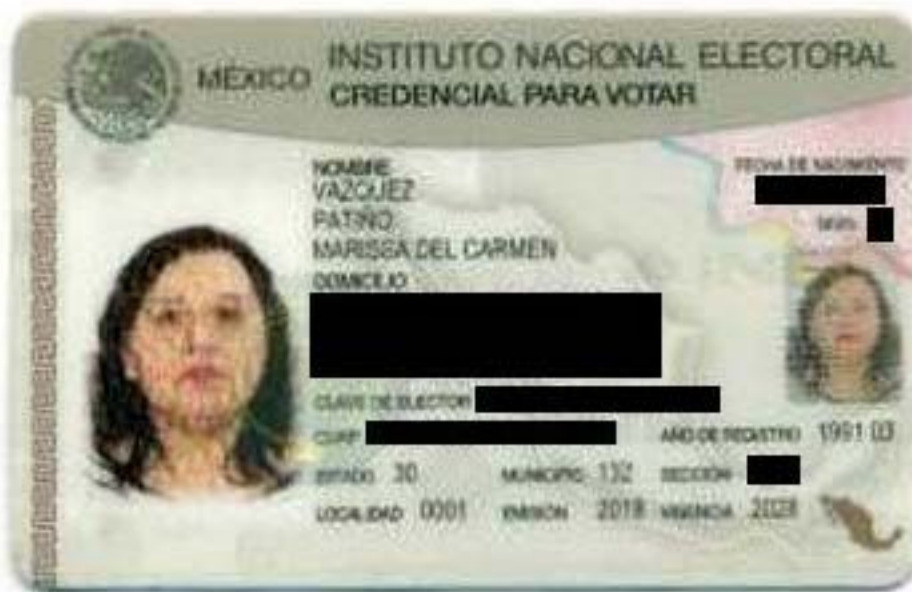 MÉXICO INSTITUTO NACIONAL ELECTORAL
CREDENCIAL PARA VOTAR
NOMBRE
VAZQUEZ
PATIÑO
MARISSA DEL CARMEN
FECHA DE NACIMIENTO
SEXO
DOMICILIO
CLAVE DE ELECTOR
CURP
AÑO DE REGISTRO 1991 03
ESTADO 30 MUNICIPIO 132 SECCIÓN
LOCALIDAD 0001 EMISIÓN 2018 VIGENCIA 2028